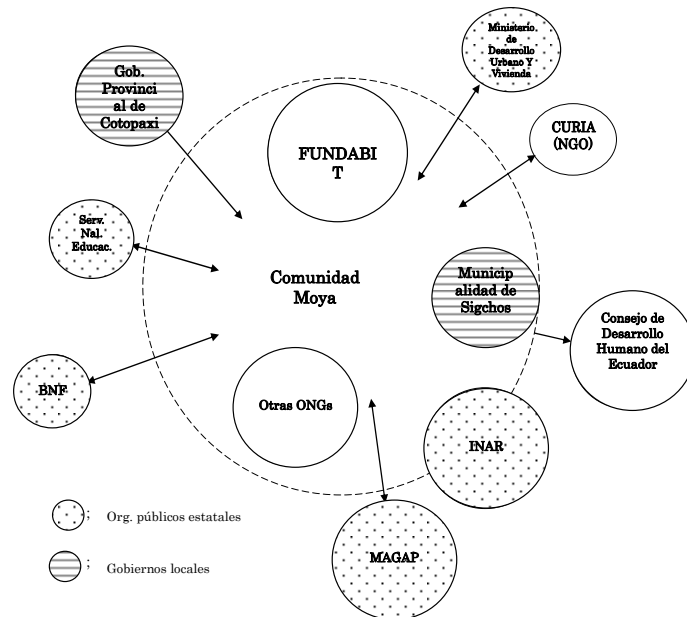 Ministerio
de
Desarrollo
Urbano Y
Vivienda
Gob.
Provinci
al de
Cotopaxi
CURIA
(NGO)
FUNDABI
T
Serv.
Nal.
Educac.
Comunidad
Moya
Municip
alidad de
Sigchos
Consejo de
Desarrollo
Humano del
Ecuador
BNF
Otras ONGs
INAR
; Org. públicos estatales
MAGAP
; Gobiernos locales